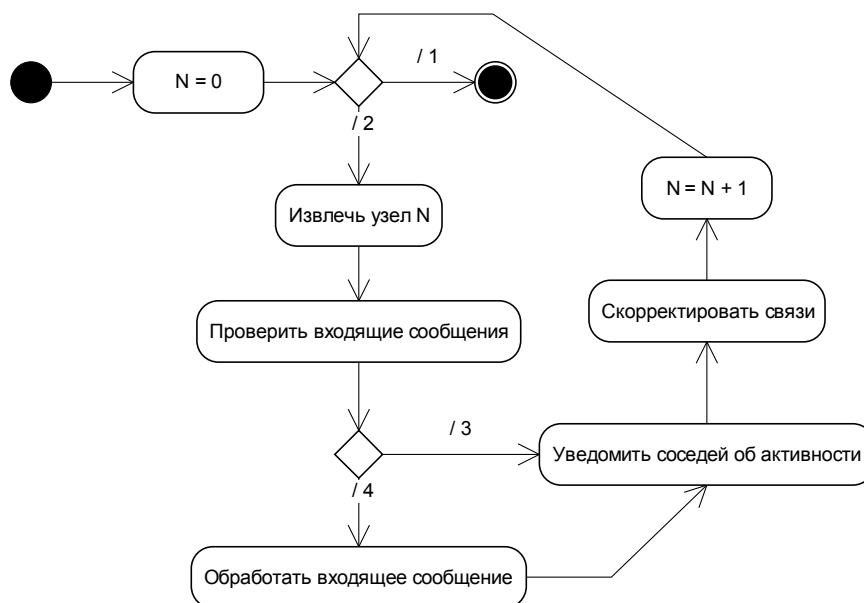 / 1
N = 0
/ 2
N = N + 1
Извлечь узел N
Скорректировать связи
Проверить входящие сообщения
/ 3
Уведомить соседей об активности
/ 4
Обработать входящее сообщение